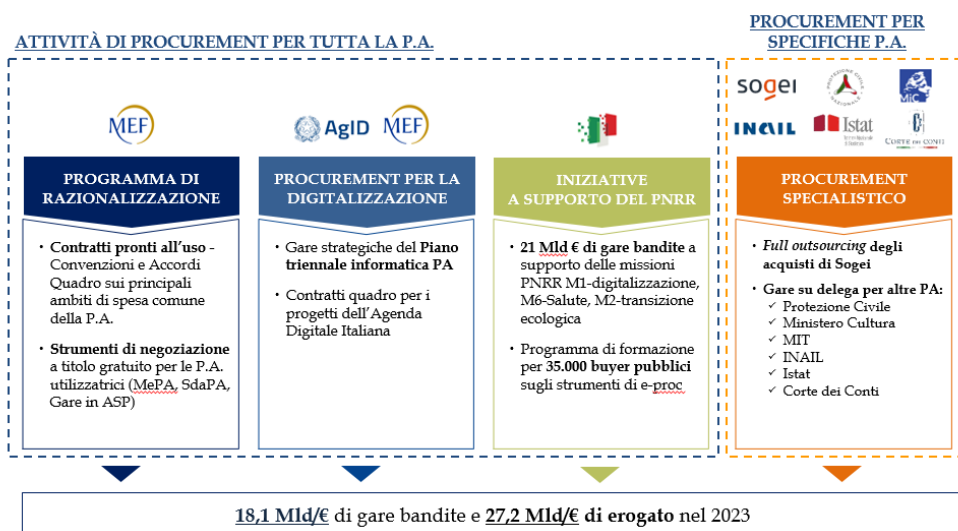 ATTIVITÀ DI PROCUREMENT PER TUTTA LA P.A.
PROCUREMENT PER
SPECIFICHE P.A.
MEF
AgID MEF
sogei
PROTEZIONE CIVILE
NAZIONALE
MiC
INAIL
Istat
CORTE DEI CONTI
PROGRAMMA DI
RAZIONALIZZAZIONE
• Contratti pronti all'uso -
Convenzioni e Accordi
Quadro sui principali
ambiti di spesa comune
della P.A.
• Strumenti di negoziazione
a titolo gratuito per le P.A.
utilizzatrici (MePA, SdaPA,
Gare in ASP)
PROCUREMENT PER LA
DIGITALIZZAZIONE
• Gare strategiche del Piano
triennale informatica PA
• Contratti quadro per i
progetti dell'Agenda
Digitale Italiana
INIZIATIVE
A SUPPORTO DEL PNRR
• 21 Mld € di gare bandite a
supporto delle missioni
PNRR M1-digitalizzazione,
M6-Salute, M2-transizione
ecologica
• Programma di formazione
per 35.000 buyer pubblici
sugli strumenti di e-proc
PROCUREMENT
SPECIALISTICO
• Full outsourcing degli
acquisti di Sogei
• Gare su delega per altre PA:
✓ Protezione Civile
✓ Ministero Cultura
✓ MIT
✓ INAIL
✓ Istat
✓ Corte dei Conti
18,1 Mld/€ di gare bandite e 27,2 Mld/€ di erogato nel 2023